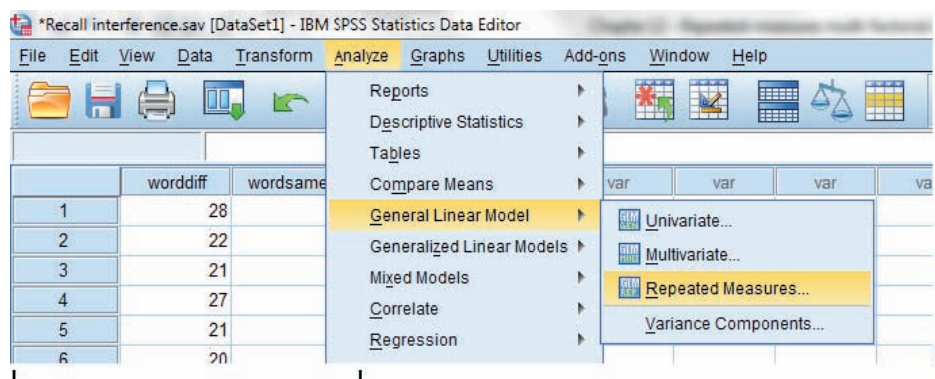 *Recall interference.sav [DataSet1] - IBM SPSS Statistics Data Editor
File Edit View Data Transform Analyze Graphs Utilities Add-ons Window Help
Reports
Descriptive Statistics
Tables
worddiff wordsame Compare Means var var var va
1 28 General Linear Model Univariate...
2 22 Generalized Linear Models Multivariate...
3 21 Mixed Models Repeated Measures...
4 27 Correlate Variance Components...
5 21 Regression
6 20